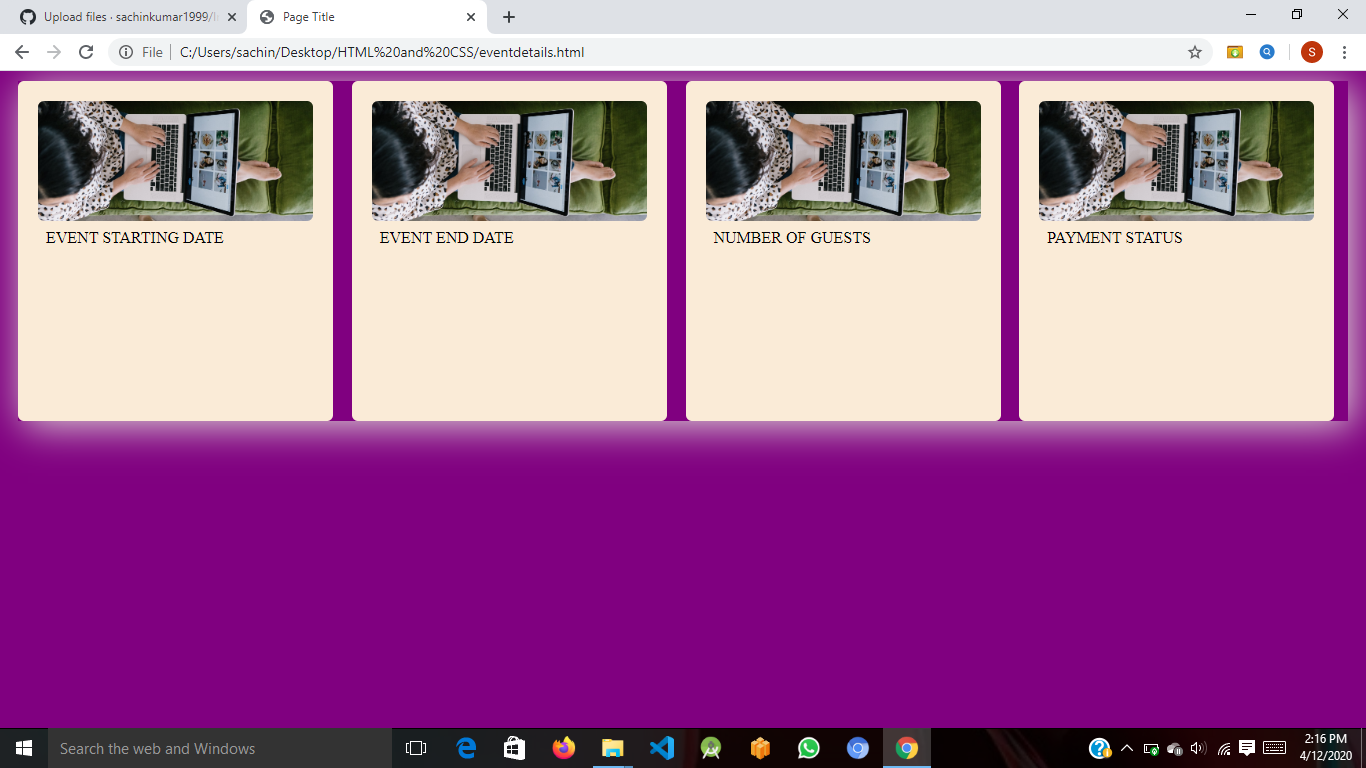 Upload files · sachinkumar1999/
Page Title
File
C:/Users/sachin/Desktop/HTML%20and%20CSS/eventdetails.html
S
EVENT STARTING DATE
EVENT END DATE
NUMBER OF GUESTS
PAYMENT STATUS
Search the web and Windows
2:16 PM
4/12/2020